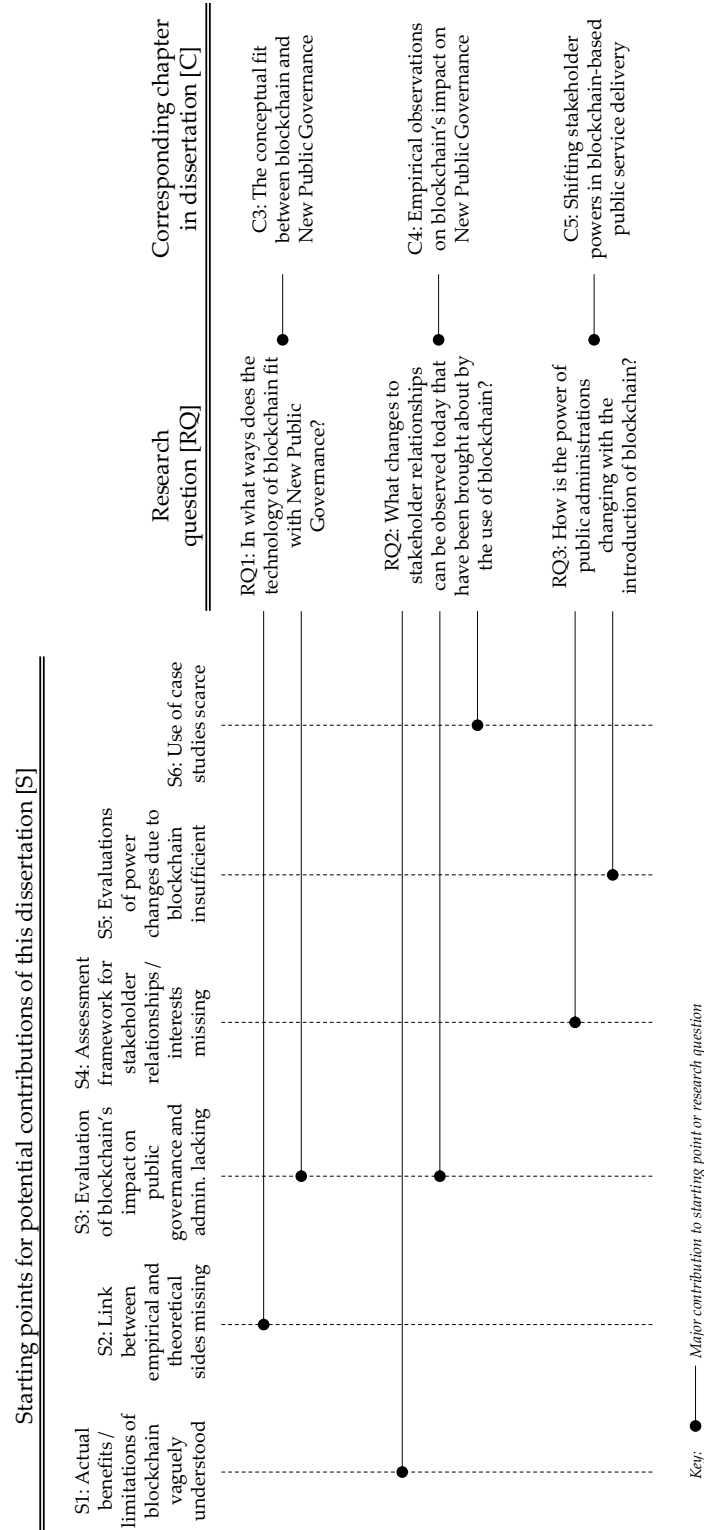 Starting points for potential contributions of this dissertation [S]
S1: Actual
benefits/
limitations of
blockchain
vaguely
understood
S2: Link
between
empirical and
theoretical
sides missing
S3: Evaluation
of blockchain's
impact on
public
governance and
admin. lacking
S4: Assessment
framework for
stakeholder
relationships/
interests
missing
S5: Evaluations
of power
changes due to
blockchain
insufficient
S6: Use of case
studies scarce
Research
question [RQ]
Corresponding chapter
in dissertation [C]
RQ1: In what ways does the
technology of blockchain fit
with New Public
Governance?
C3: The conceptual fit
between blockchain and
New Public Governance
RQ2: What changes to
stakeholder relationships
can be observed today that
have been brought about by
the use of blockchain?
C4: Empirical observations
on blockchain's impact on
New Public Governance
RQ3: How is the power of
public administrations
changing with the
introduction of blockchain?
C5: Shifting stakeholder
powers in blockchain-based
public service delivery
Key: Major contribution to starting point or research question